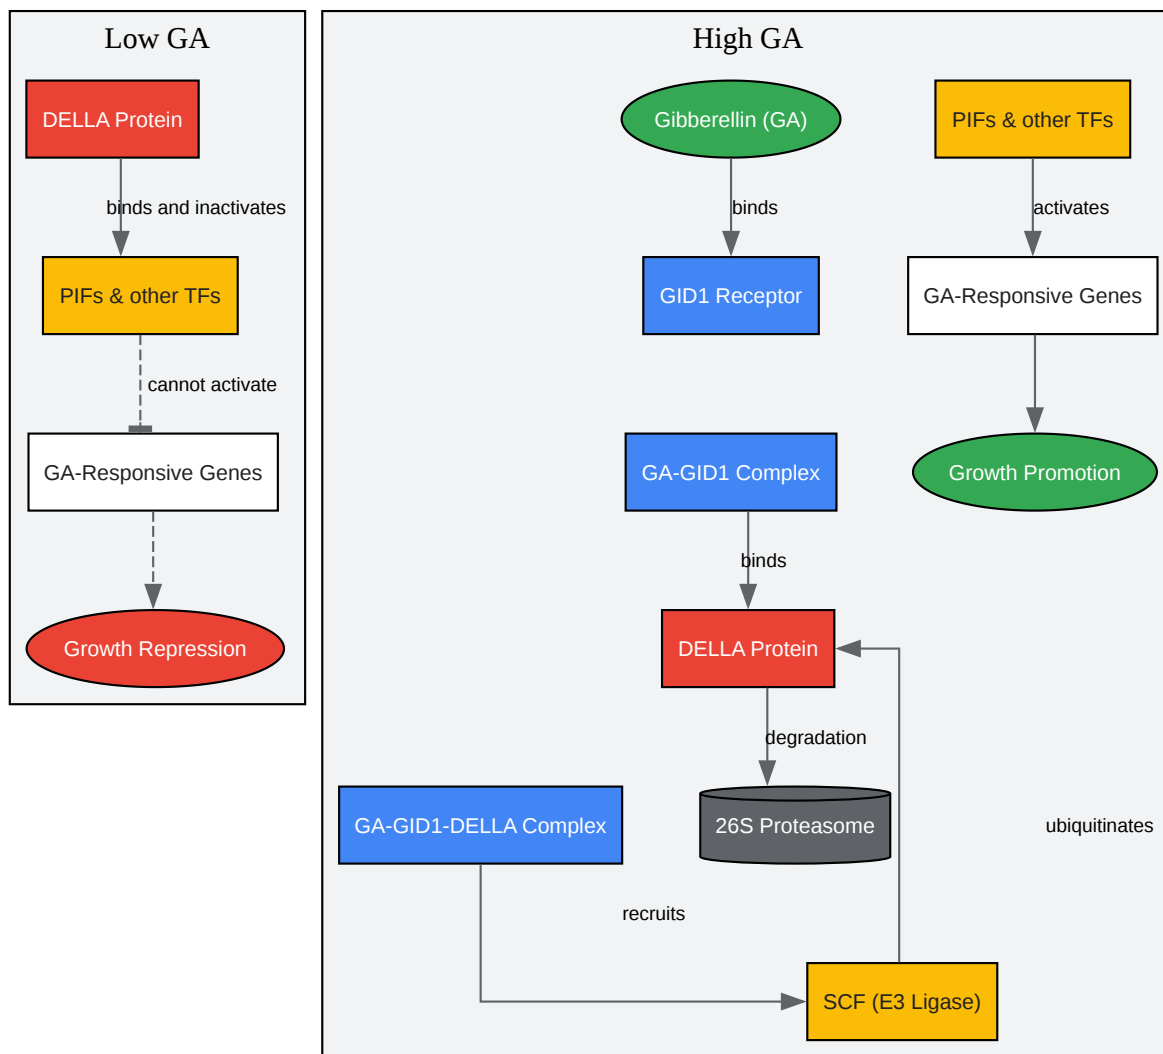 Low GA
DELLA Protein
binds and inactivates
PIFs & other TFs
cannot activate
GA-Responsive Genes
Growth Repression
High GA
Gibberellin (GA)
binds
GID1 Receptor
PIFs & other TFs
activates
GA-Responsive Genes
Growth Promotion
GA-GID1 Complex
binds
DELLA Protein
degradation
26S Proteasome
GA-GID1-DELLA Complex
recruits
SCF (E3 Ligase)
ubiquitinates